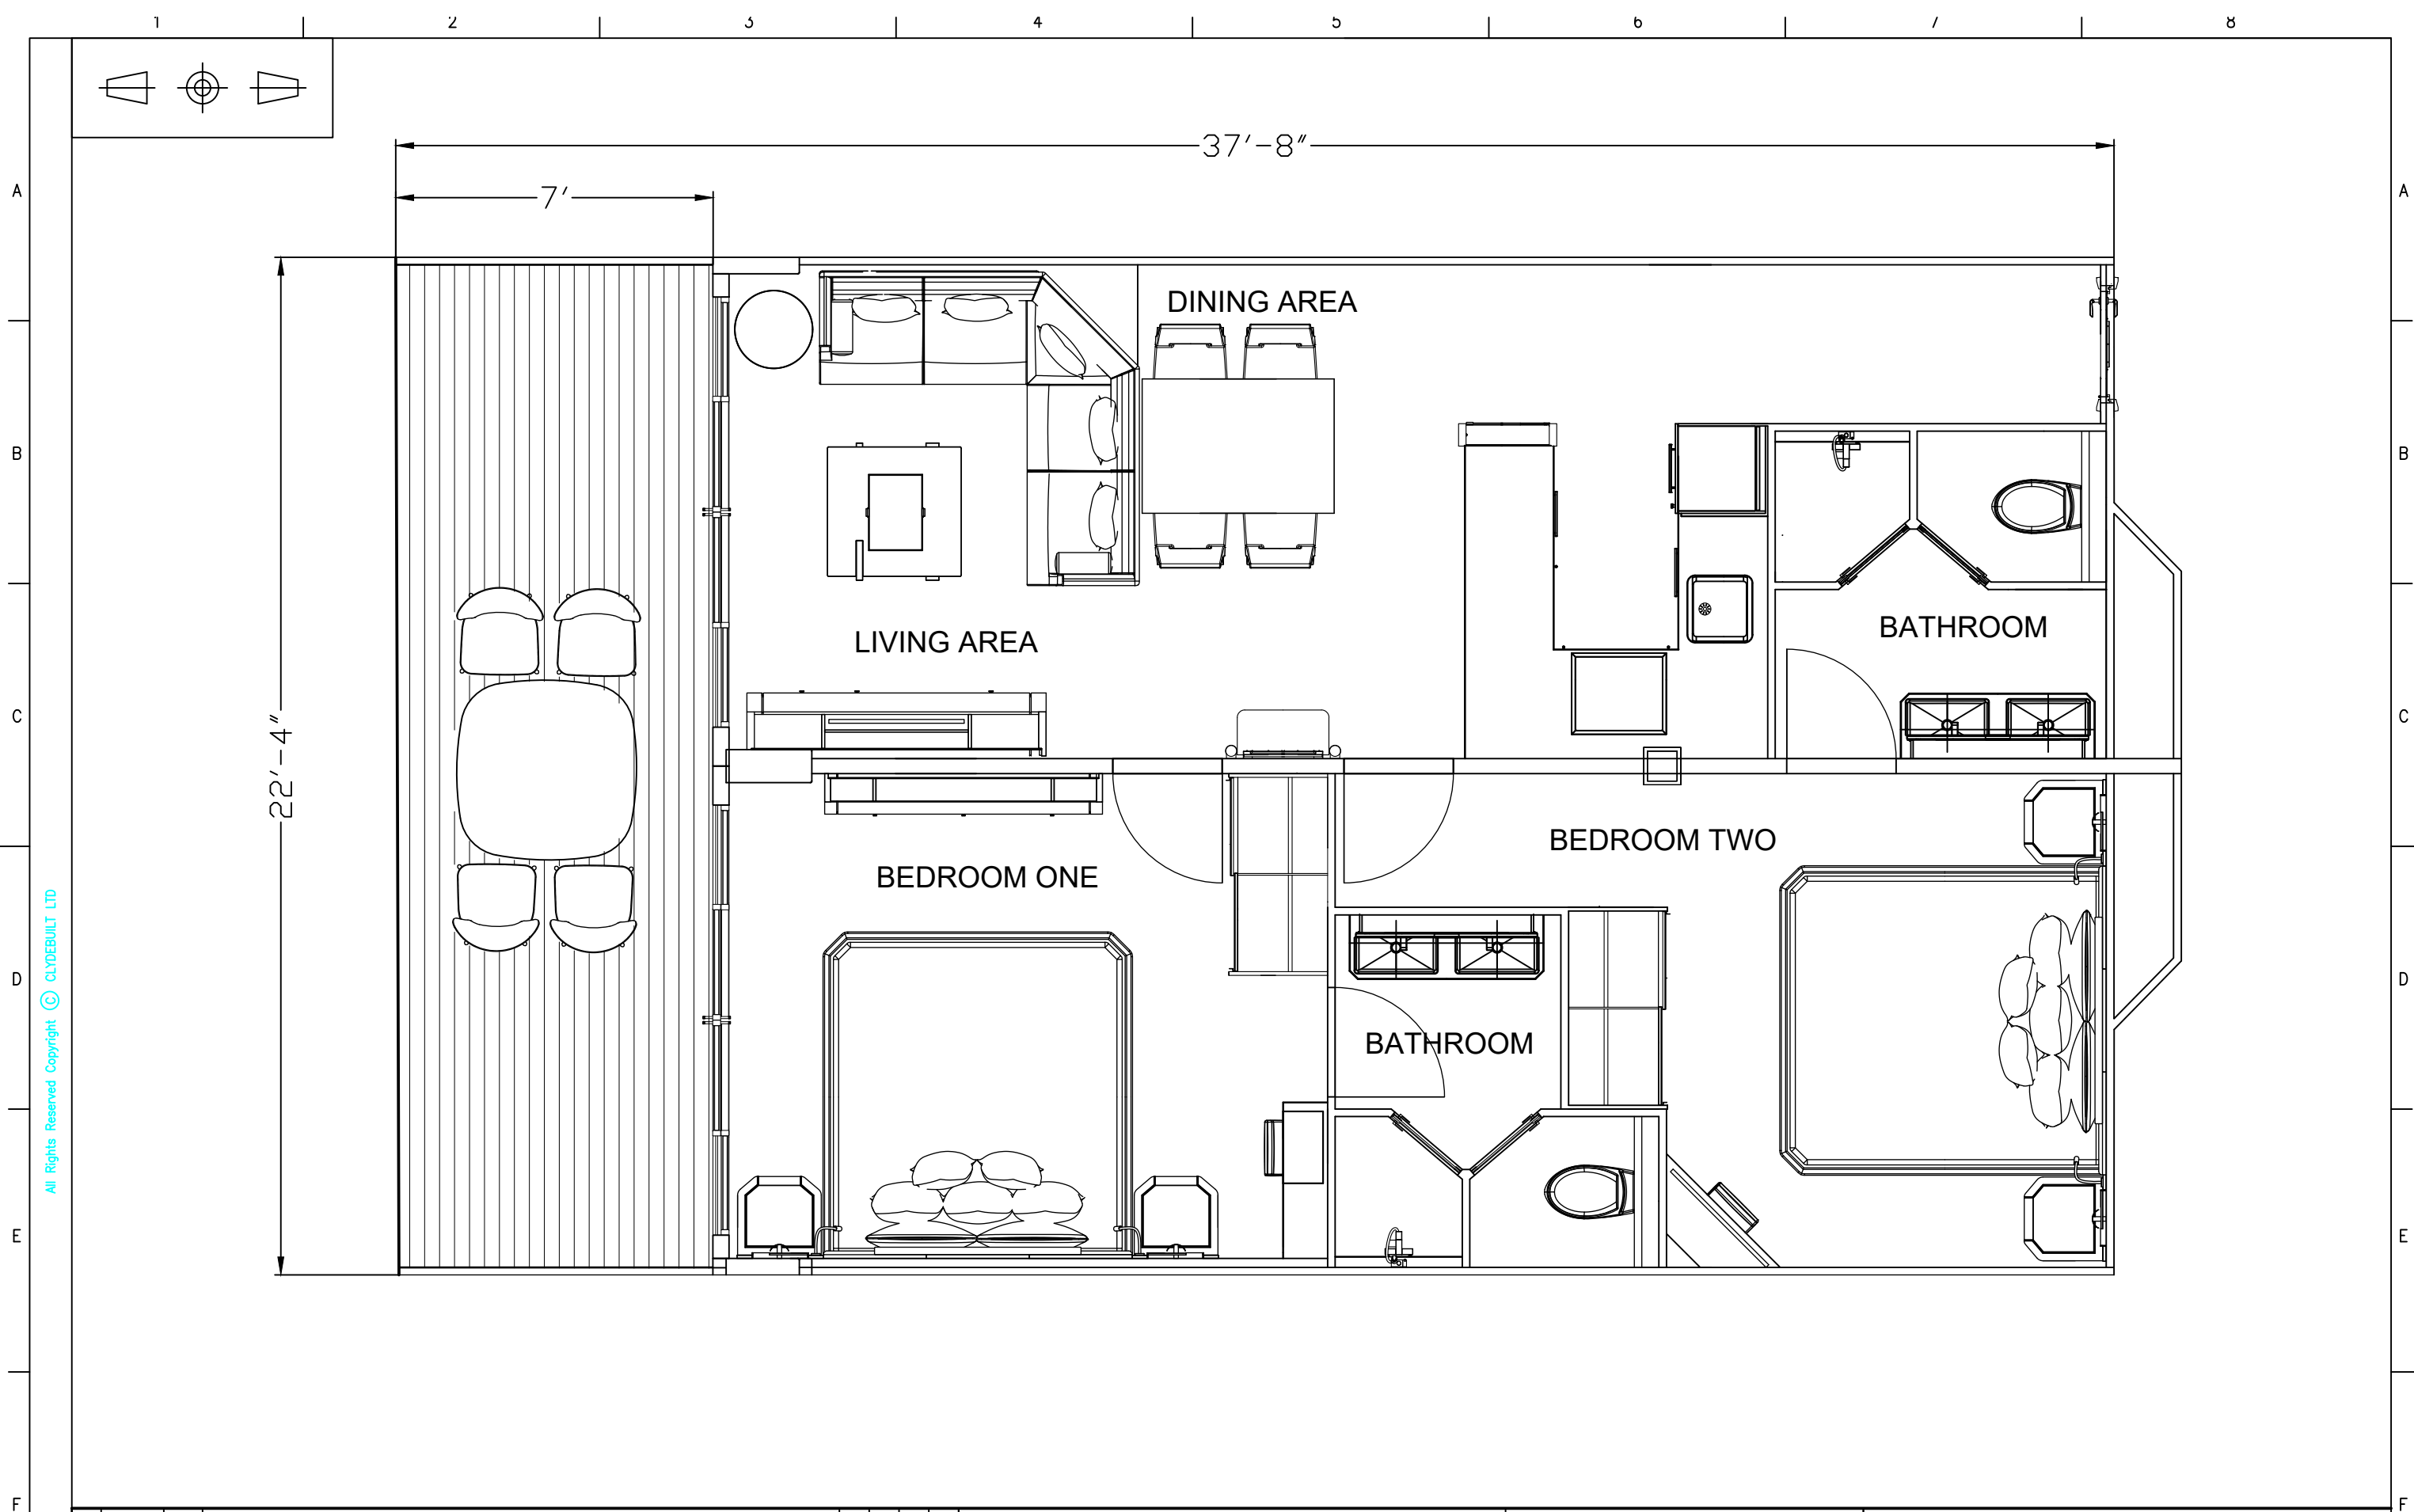 1 2 3 4 5 6 7 8
37'-8"
7'
A A
DINING AREA
B B
BATHROOM
LIVING AREA
C C
22'-4"
BEDROOM TWO
BEDROOM ONE
D D
BATHROOM
All Rights Reserved Copyright © CLYDEBUILT LTD
E E
F F